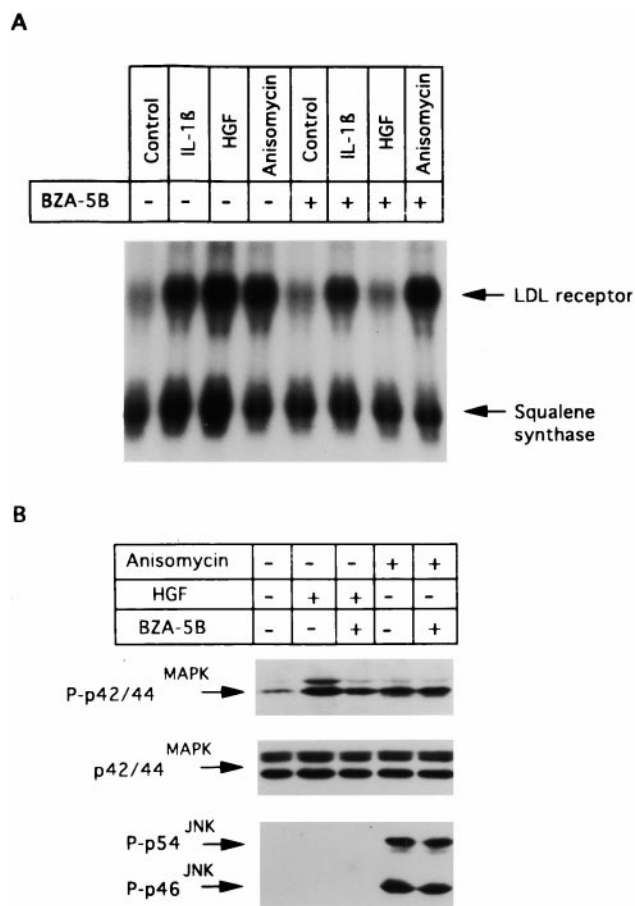 A
Control IL-1ß HGF Anisomycin Control IL-1ß HGF Anisomycin
BZA-5B - - - - + + + +
LDL receptor
Squalene
synthase
B
Anisomycin - - - + +
HGF - + + - -
BZA-5B - - + - +
P-p42/44 MAPK
p42/44 MAPK
P-p54 JNK
P-p46 JNK